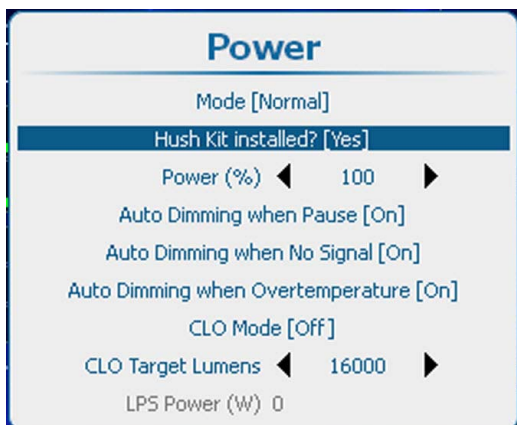 Power
Mode [Normal]
Hush Kit installed? [Yes]
Power (%) ◀ 100 ▶
Auto Dimming when Pause [On]
Auto Dimming when No Signal [On]
Auto Dimming when Overtemperature [On]
CLO Mode [Off]
CLO Target Lumens ◀ 16000 ▶
LPS Power (W) 0